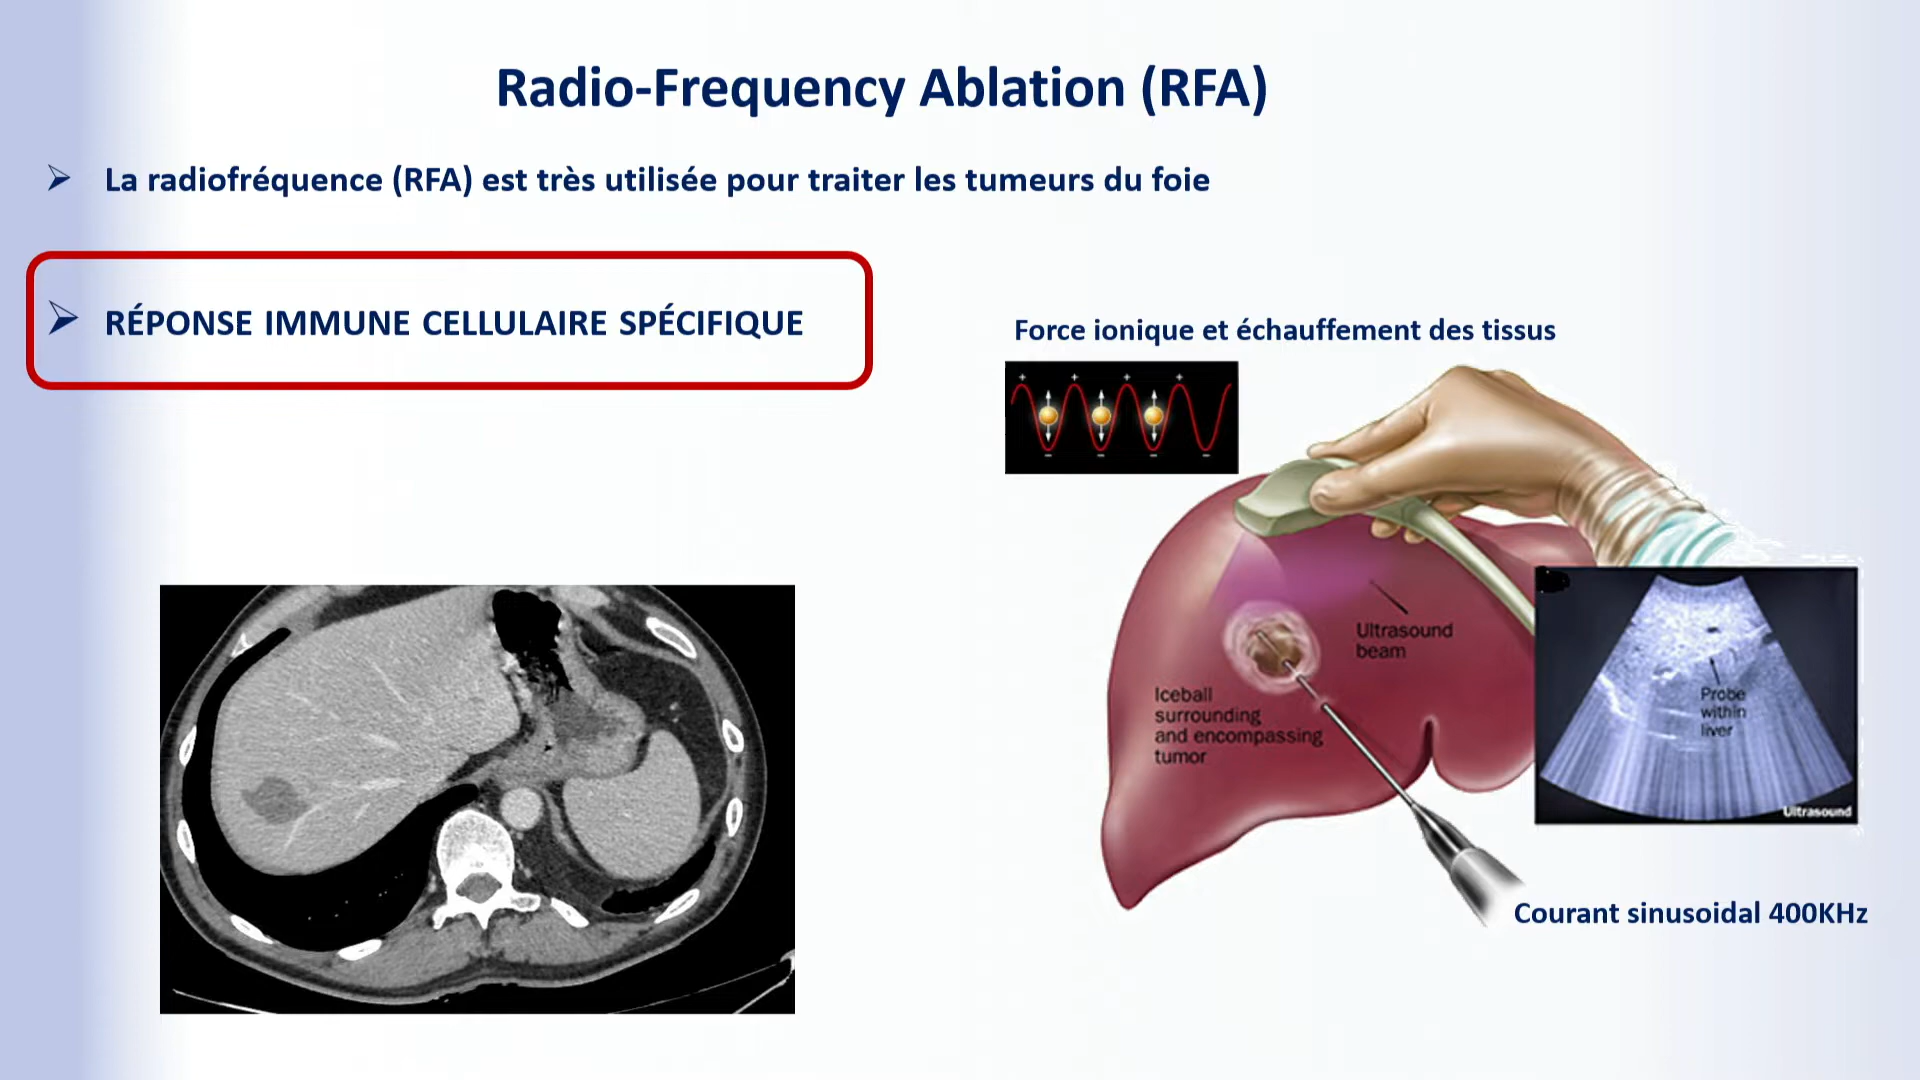 Radio-Frequency Ablation (RFA)
La radiofréquence (RFA) est très utilisée pour traiter les tumeurs du foie
RÉPONSE IMMUNE CELLULAIRE SPÉCIFIQUE
Force ionique et échauffement des tissus
+ + + +
− − − −
Ultrasound
beam
Iceball
surrounding
and encompassing
tumor
Probe
within
liver
Ultrasound
Courant sinusoidal 400KHz